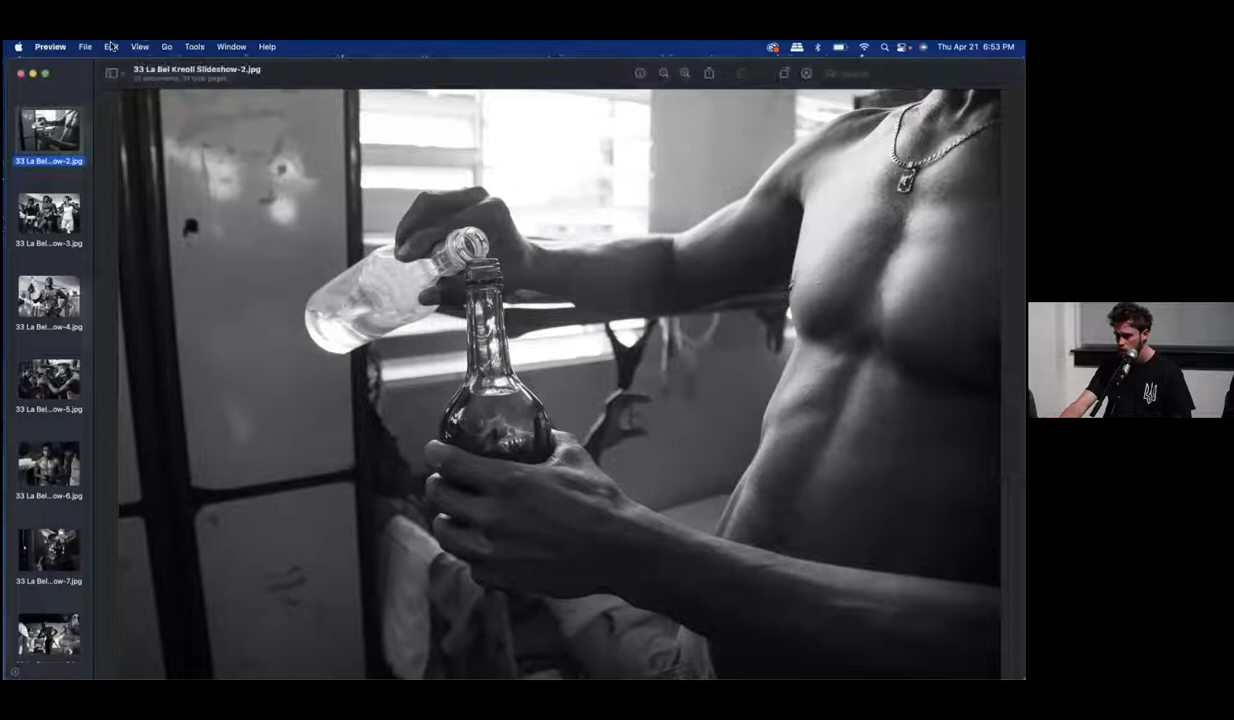 Preview File Edit View Go Tools Window Help
Thu Apr 21 6:53 PM
33 La Bel Kreoll Slideshow-2.jpg
33 La Bel...ow-2.jpg
33 La Bel...ow-3.jpg
33 La Bel...ow-4.jpg
33 La Bel...ow-5.jpg
33 La Bel...ow-6.jpg
33 La Bel...ow-7.jpg